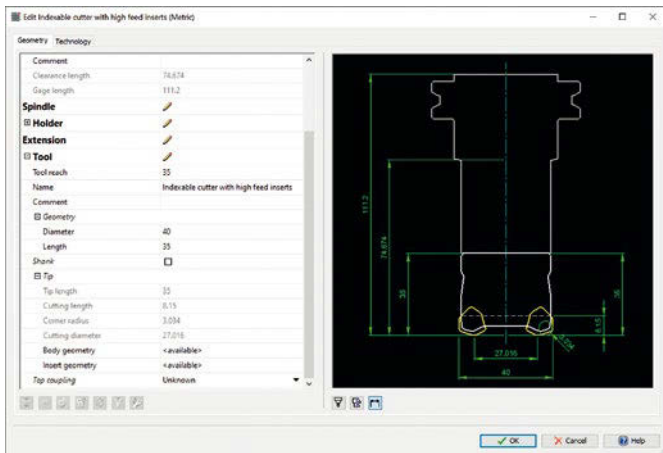 Edit Indexable cutter with high feed inserts (Metric)
Geometry Technology
Comment
Clearance length 74.674
Gage length 111.2
Spindle
Holder
Extension
Tool
Tool reach 35
Name Indexable cutter with high feed inserts
Comment
Geometry
Diameter 40
Length 35
Shank
Tip
Tip length 35
Cutting length 8.15
Corner radius 3.034
Cutting diameter 27.016
Body geometry <available>
Insert geometry <available>
Top coupling Unknown
111.2
74.674
35
35
8.15
3.034
27.016
40
OK Cancel Help